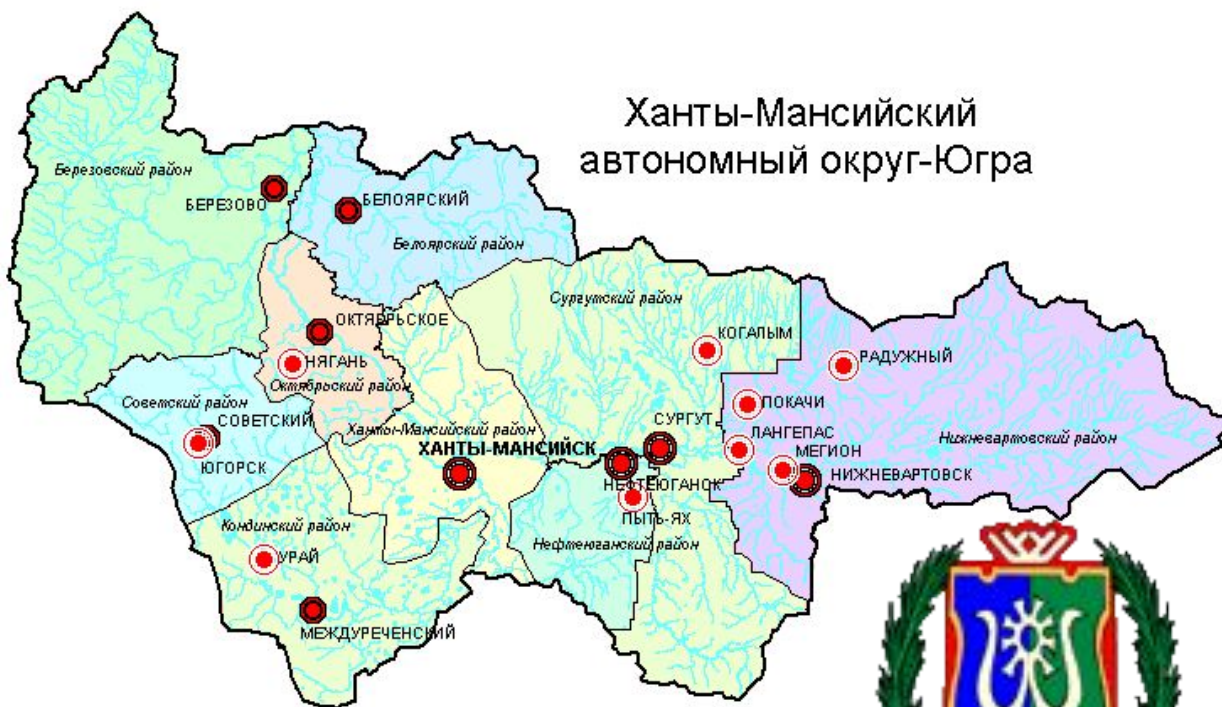 Ханты-Мансийский
автономный округ-Югра
Березовский район
БЕРЕЗОВО
БЕЛОЯРСКИЙ
Белоярский район
Сургутский район
ОКТЯБРЬСКОЕ
КОГАЛЫМ
НЯГАНЬ
РАДУЖНЫЙ
Октябрьский район
Советский район
ПОКАЧИ
СОВЕТСКИЙ
СУРГУТ
Ханты-Мансийский район
Нижневартовский район
ХАНТЫ-МАНСИЙСК
ЛАНГЕПАС
МЕГИОН
ЮГОРСК
НИЖНЕВАРТОВСК
НЕФТЕЮГАНСК
ПЫТЬ-ЯХ
Кондинский район
Нефтеюганский район
УРАЙ
МЕЖДУРЕЧЕНСКИЙ